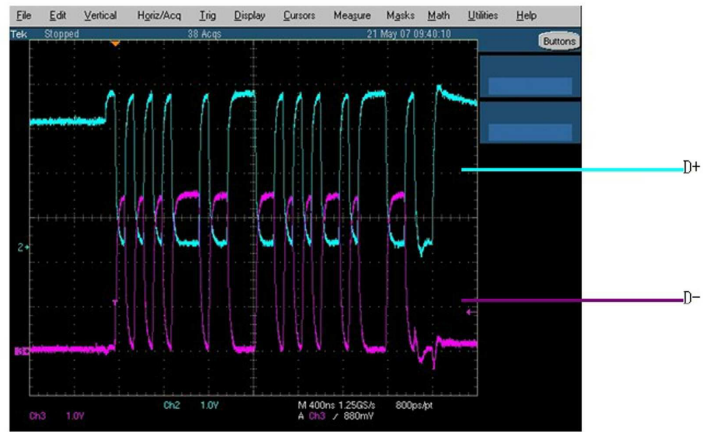 File Edit Vertical Horiz/Acq Trig Display Cursors Measure Masks Math Utilities Help
Tek Stopped 38 Acqs 21 May 07 09:40:10
Buttons
D+
2
D-
Ch2 1.0V M 400ns 1.25GS/s 800ps/pt
Ch3 1.0V A Ch3 / 880mV